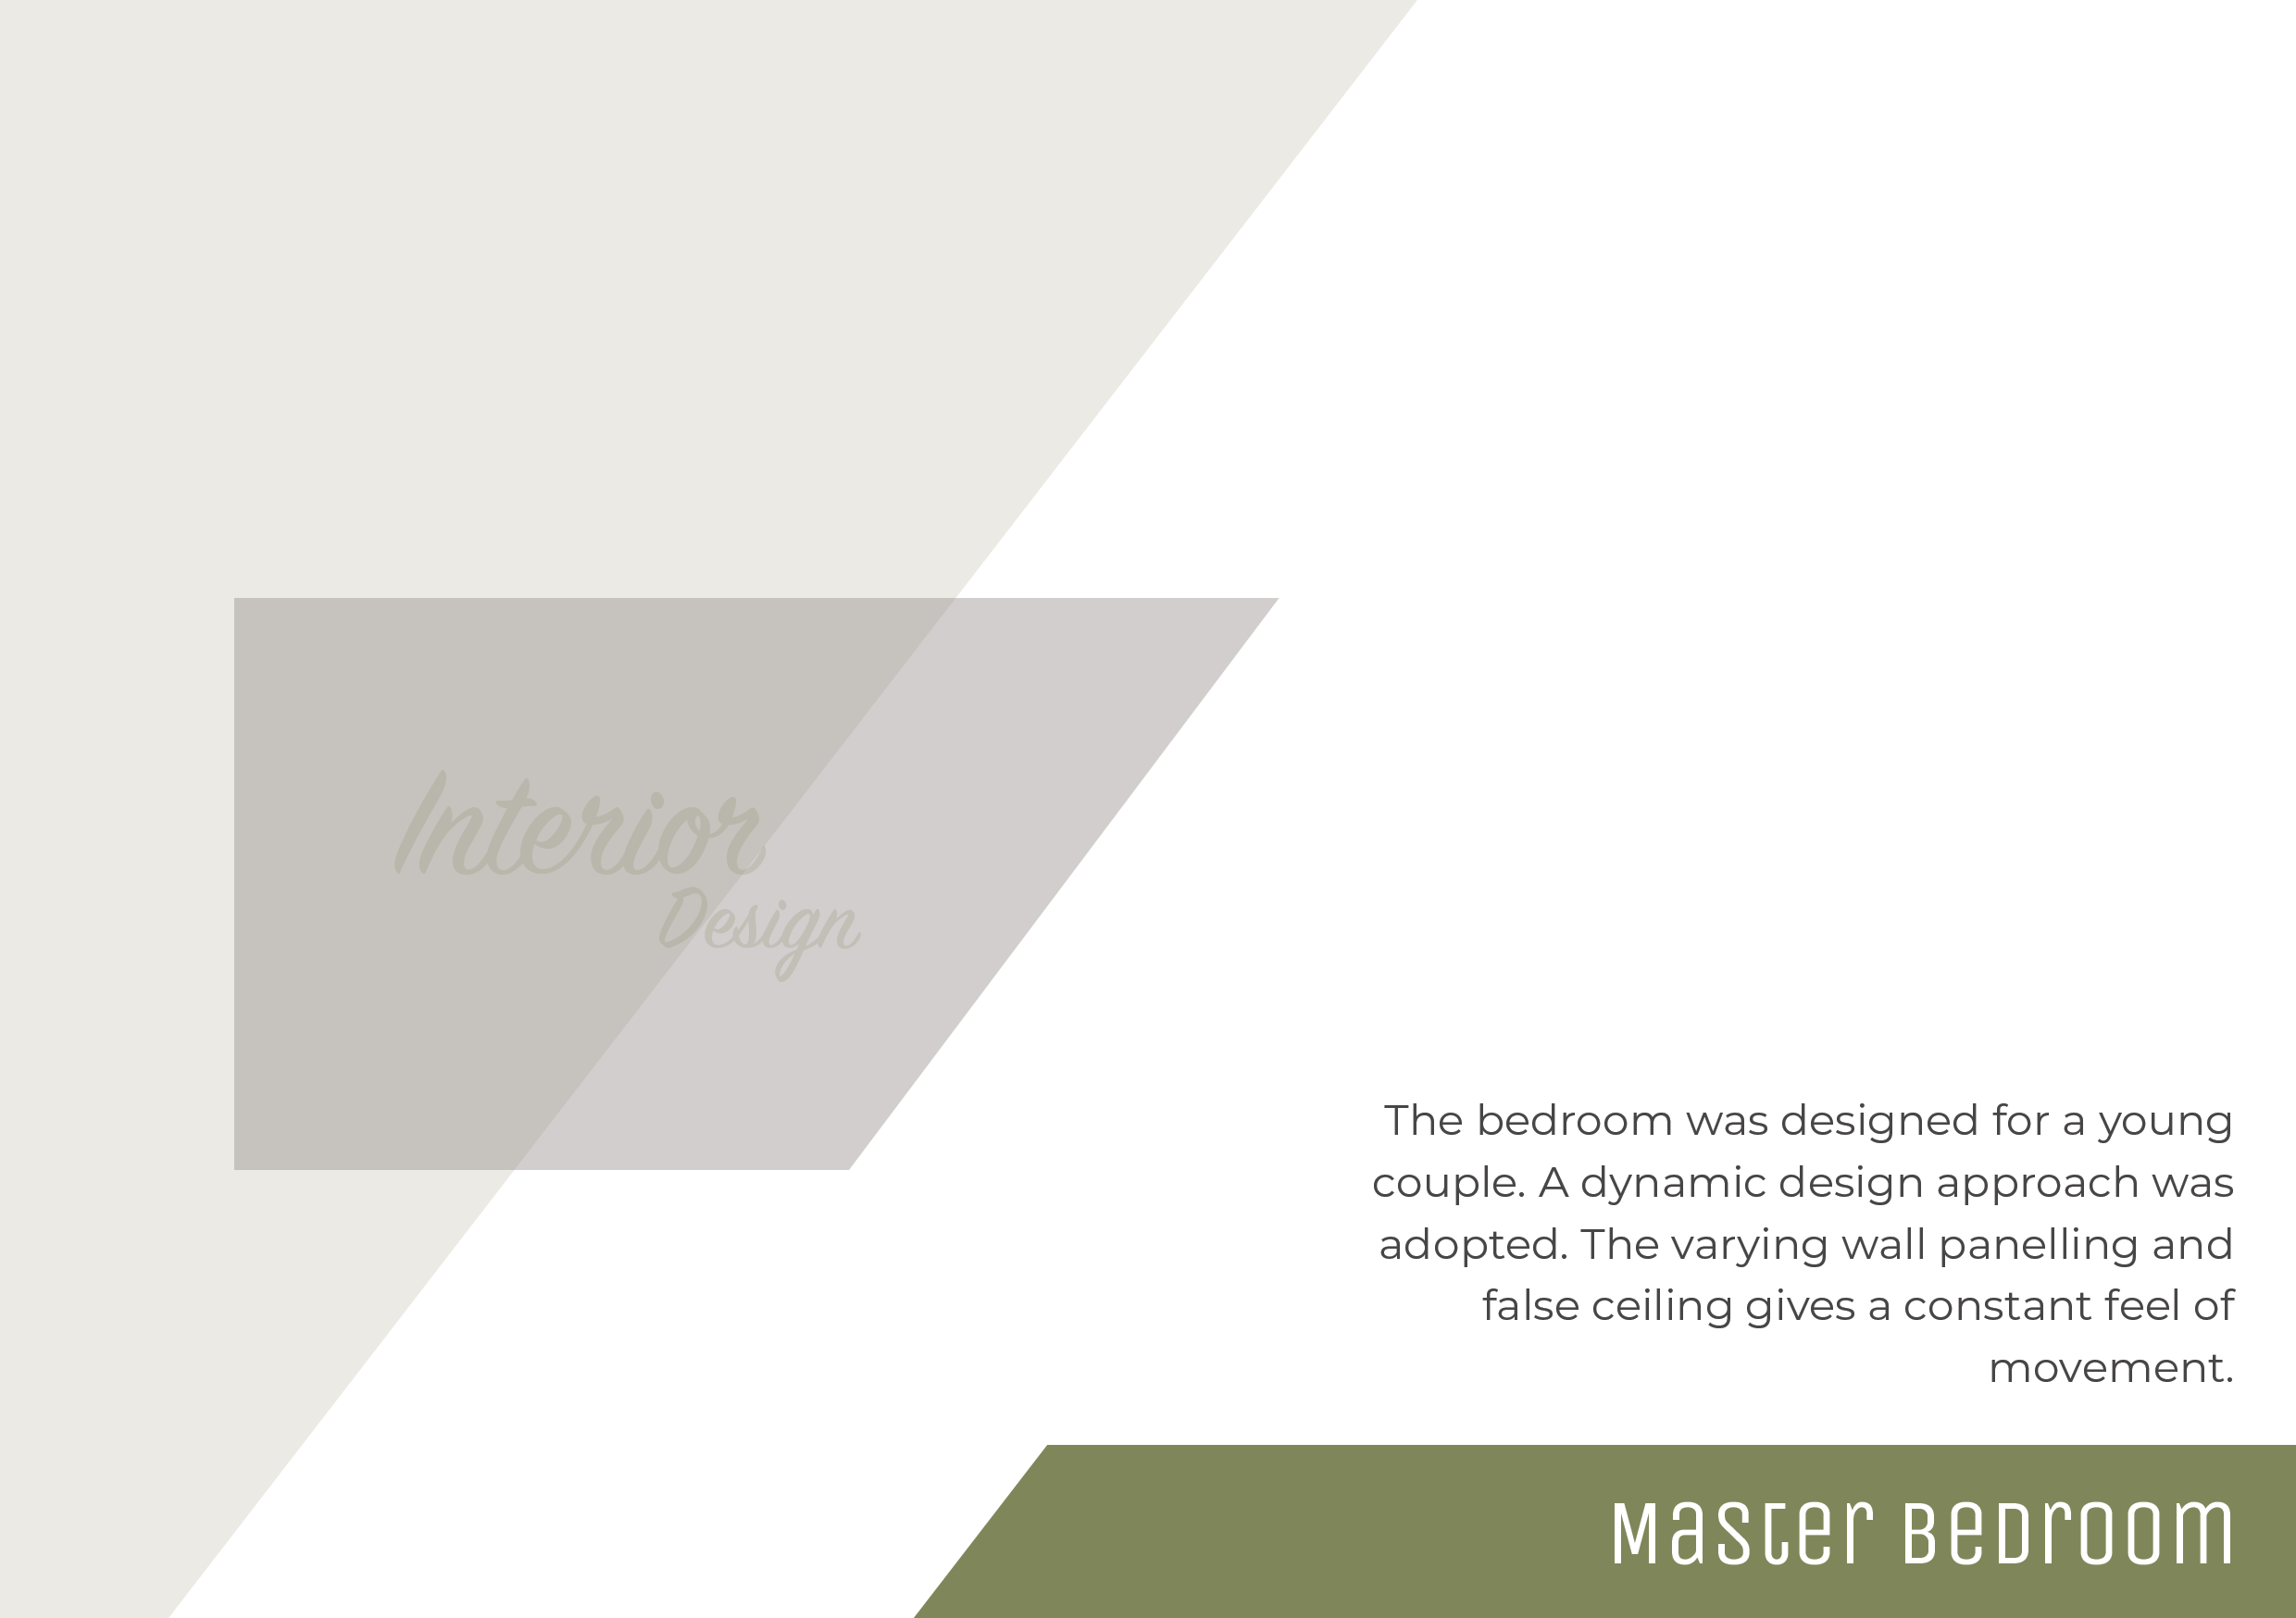 Interior
Design
The bedroom was designed for a young
couple. A dynamic design approach was
adopted. The varying wall panelling and
false ceiling gives a constant feel of
movement.
Master Bedroom